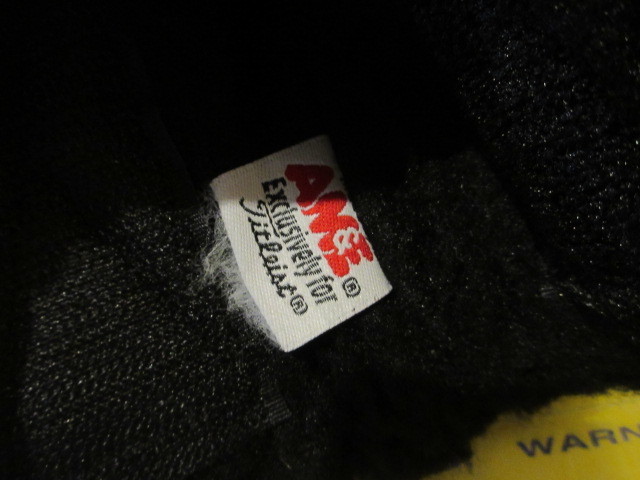 AM&E®
Exclusively for
Titleist®
WARN